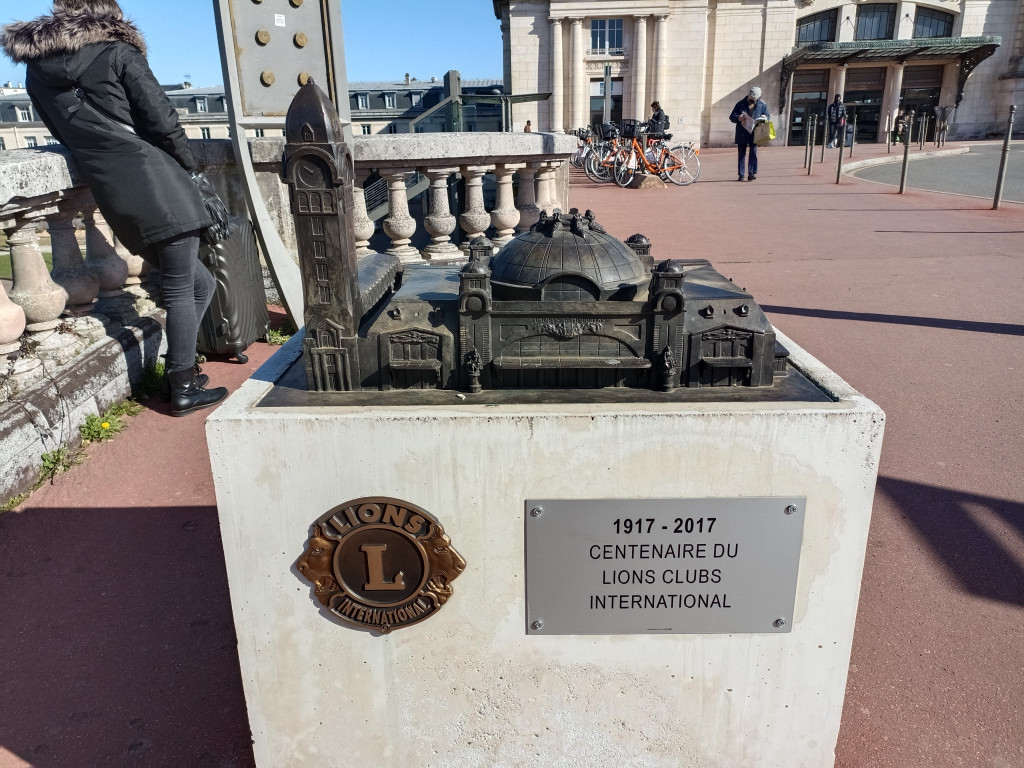 LIONS
L
INTERNATIONAL
1917 - 2017
CENTENAIRE DU
LIONS CLUBS
INTERNATIONAL